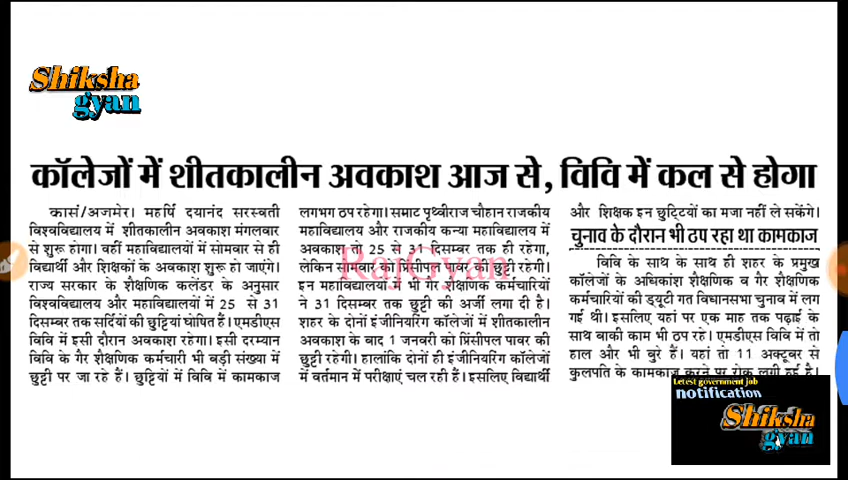 Shiksha
gyan
कॉलेजों में शीतकालीन अवकाश आज से, विवि में कल से होगा
कासं/अजमेर। महर्षि दयानंद सरस्वती
विश्वविद्यालय में शीतकालीन अवकाश मंगलवार
से शुरू होगा। वहीं महाविद्यालयों में सोमवार से ही
विद्यार्थी और शिक्षकों के अवकाश शुरू हो जाएंगे।
राज्य सरकार के शैक्षणिक कलंडर के अनुसार
विश्वविद्यालय और महाविद्यालयों में 25 से 31
दिसम्बर तक सर्दियों की छुट्टियां घोषित हैं। एमडीएस
विवि में इसी दौरान अवकाश रहेगा। इसी दरम्यान
विवि के गैर शैक्षणिक कर्मचारी भी बड़ी संख्या में
छुट्टी पर जा रहे हैं। छुट्टियों में विवि में कामकाज
लगभग ठप रहेगा। सम्राट पृथ्वीराज चौहान राजकीय
महाविद्यालय और राजकीय कन्या महाविद्यालय में
अवकाश तो 25 से 31 दिसम्बर तक ही रहेगा,
लेकिन सोमवार को प्रिंसीपल पावर की छुट्टी रहेगी।
इन महाविद्यालयों में भी गैर शैक्षणिक कर्मचारियों
ने 31 दिसम्बर तक छुट्टी की अर्जी लगा दी है।
शहर के दोनों इंजीनियरिंग कॉलेजों में शीतकालीन
अवकाश के बाद 1 जनवरी को प्रिंसीपल पावर की
छुट्टी रहेगी। हालांकि दोनों ही इंजीनियरिंग कॉलेजों
में वर्तमान में परीक्षाएं चल रही हैं। इसलिए विद्यार्थी
और शिक्षक इन छुट्टियों का मजा नहीं ले सकेंगे।
चुनाव के दौरान भी ठप रहा था कामकाज
विवि के साथ के साथ ही शहर के प्रमुख
कॉलेजों के अधिकांश शैक्षणिक व गैर शैक्षणिक
कर्मचारियों की ड्यूटी गत विधानसभा चुनाव में लग
गई थी। इसलिए यहां पर एक माह तक पढ़ाई के
साथ बाकी काम भी ठप रहे। एमडीएस विवि में तो
हाल और भी बुरे हैं। यहां तो 11 अक्टूबर से
कुलपति के कामकाज करने पर रोक लगी हुई है।
RajGyan
Letest government job
notification
Shiksha
gyan